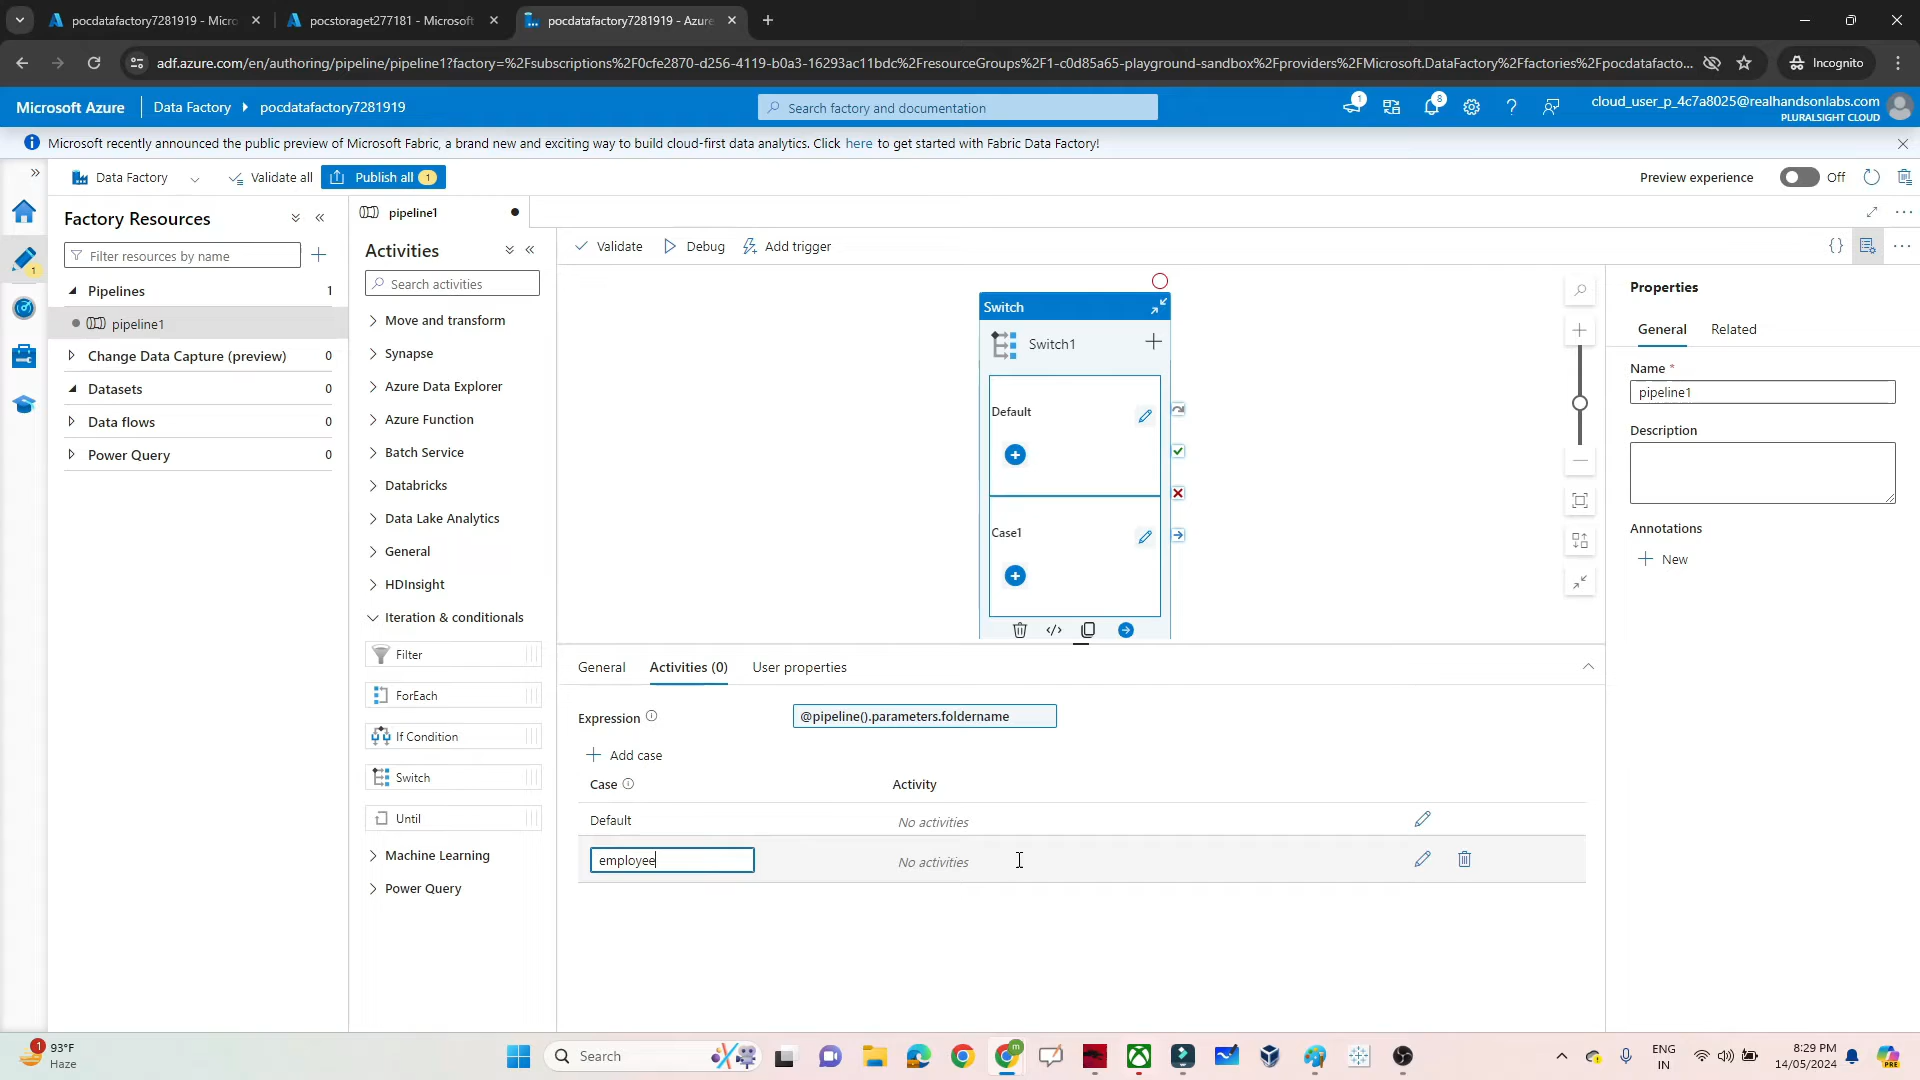 pocdatafactory7281919 - Micro
pocstoraget277181 - Microsoft
pocdatafactory7281919 - Azure
adf.azure.com/en/authoring/pipeline/pipeline1?factory=%2Fsubscriptions%2F0cfe2870-d256-4119-b0a3-16293ac11bdc%2FresourceGroups%2F1-c0d85a65-playground-sandbox%2Fproviders%2FMicrosoft.DataFactory%2Ffactories%2Fpocdatafacto...
Incognito
Microsoft Azure
Data Factory
pocdatafactory7281919
Search factory and documentation
1
8
cloud_user_p_4c7a8025@realhandsonlabs.com
PLURALSIGHT CLOUD
Microsoft recently announced the public preview of Microsoft Fabric, a brand new and exciting way to build cloud-first data analytics. Click here to get started with Fabric Data Factory!
Data Factory
Validate all
Publish all 1
Preview experience
Off
Factory Resources
Filter resources by name
1
Pipelines 1
pipeline1
Change Data Capture (preview) 0
Datasets 0
Data flows 0
Power Query 0
pipeline1
Activities
Search activities
Move and transform
Synapse
Azure Data Explorer
Azure Function
Batch Service
Databricks
Data Lake Analytics
General
HDInsight
Iteration & conditionals
Filter
ForEach
If Condition
Switch
Until
Machine Learning
Power Query
Validate
Debug
Add trigger
Switch
Switch1
Default
Case1
General
Activities (0)
User properties
Expression
@pipeline().parameters.foldername
Add case
Case
Activity
Default
No activities
employee
No activities
Properties
General
Related
Name *
pipeline1
Description
Annotations
New
1
93°F
Haze
Search
m
ENG
IN
8:29 PM
14/05/2024
PRE